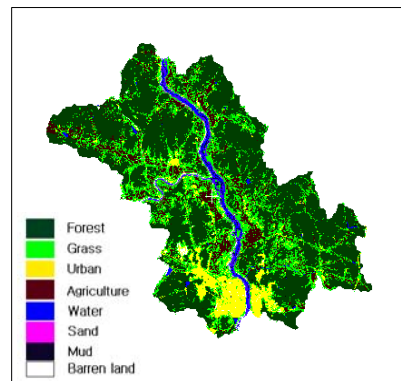 Forest
Grass
Urban
Agriculture
Water
Sand
Mud
Barren land